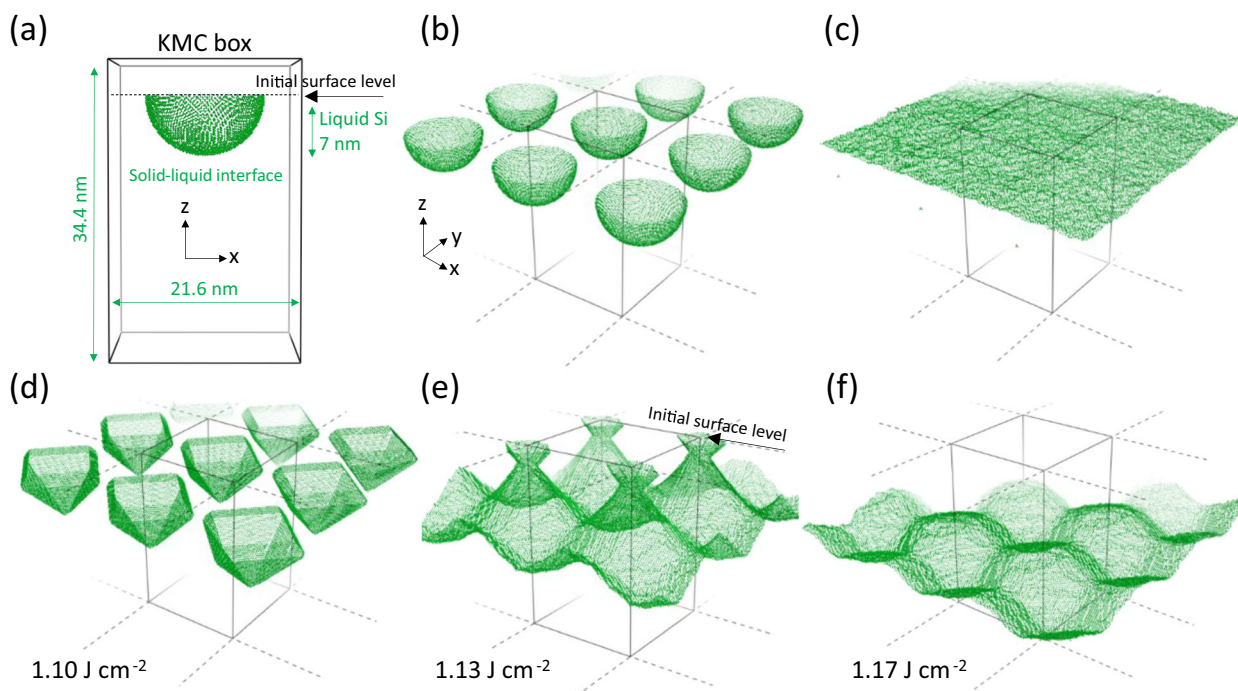 (a)
KMC box
Initial surface level
Liquid Si
7 nm
Solid-liquid interface
34.4 nm
z
x
21.6 nm
(b)
z
y
x
(c)
(d)
1.10 J cm⁻²
(e)
Initial surface level
1.13 J cm⁻²
(f)
1.17 J cm⁻²